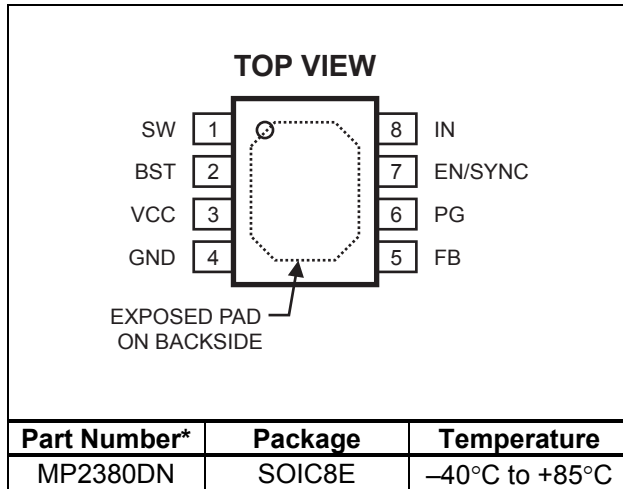 TOP VIEW
SW 1 8 IN
BST 2 7 EN/SYNC
VCC 3 6 PG
GND 4 5 FB
EXPOSED PAD
ON BACKSIDE
Part Number* Package Temperature
MP2380DN SOIC8E –40°C to +85°C